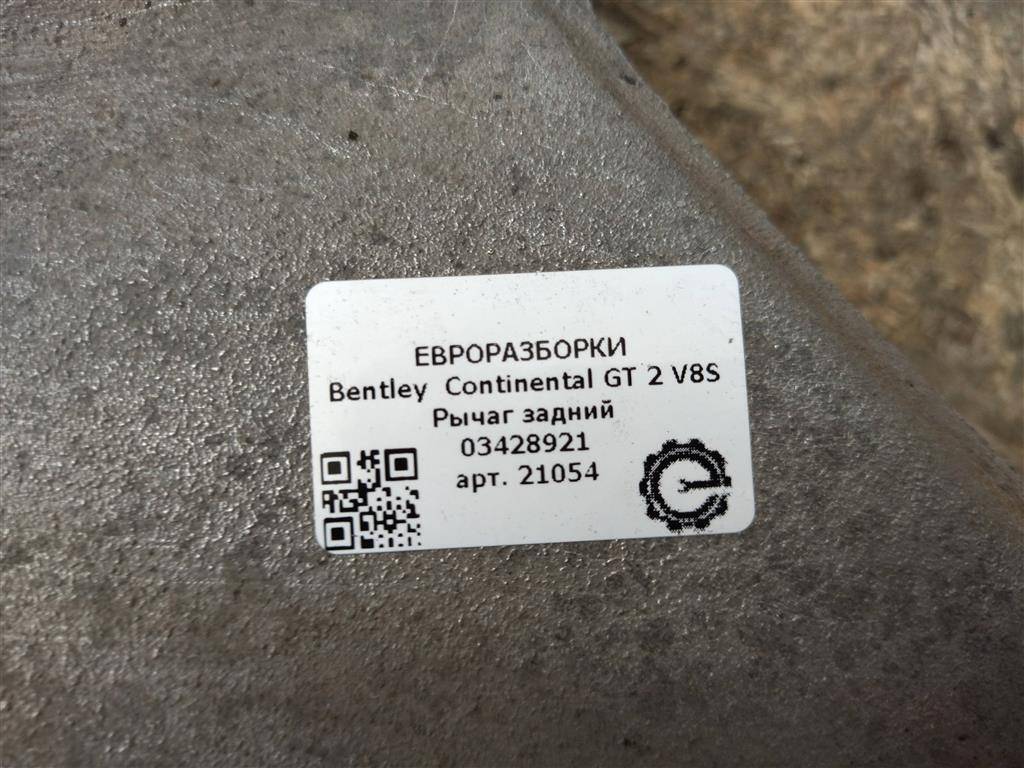 ЕВРОРАЗБОРКИ
Bentley Continental GT 2 V8S
Рычаг задний
03428921
арт. 21054